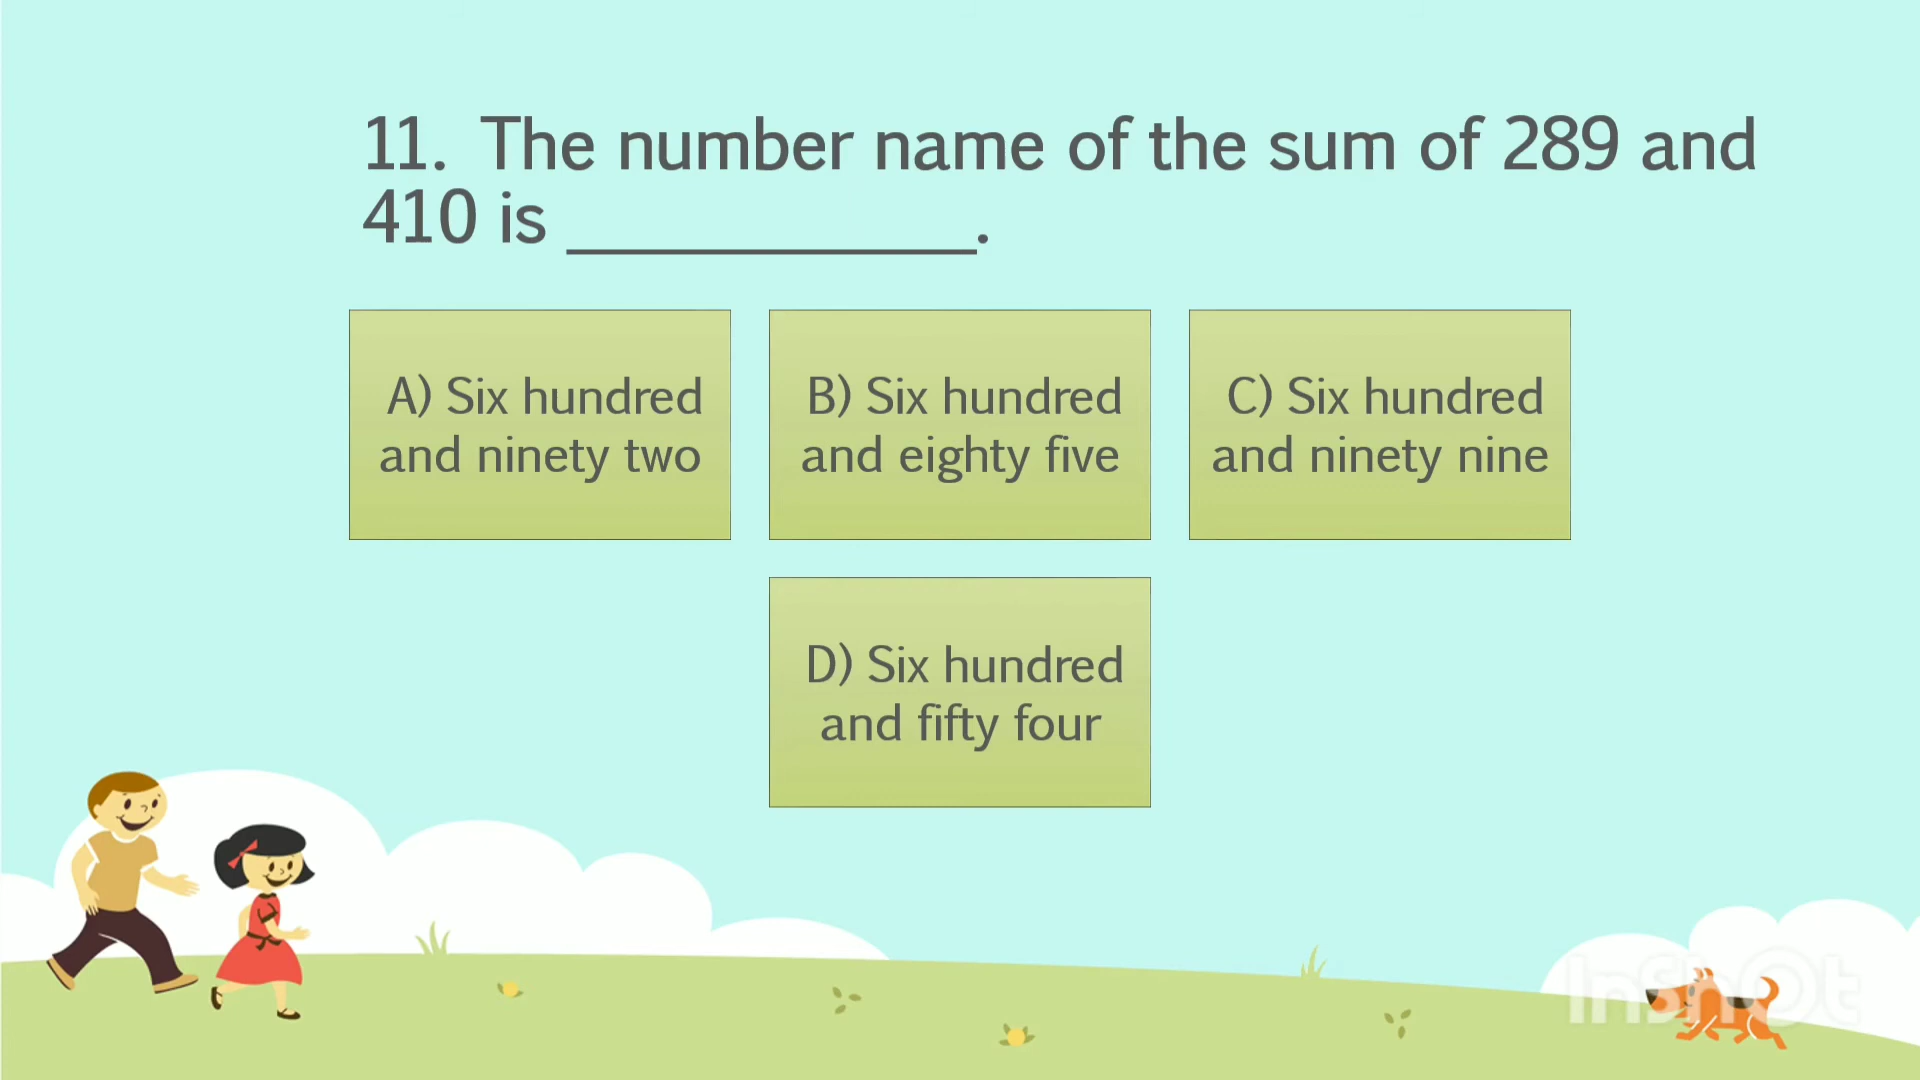 11. The number name of the sum of 289 and
410 is ____________.
A) Six hundred
and ninety two
B) Six hundred
and eighty five
C) Six hundred
and ninety nine
D) Six hundred
and fifty four
InShOt